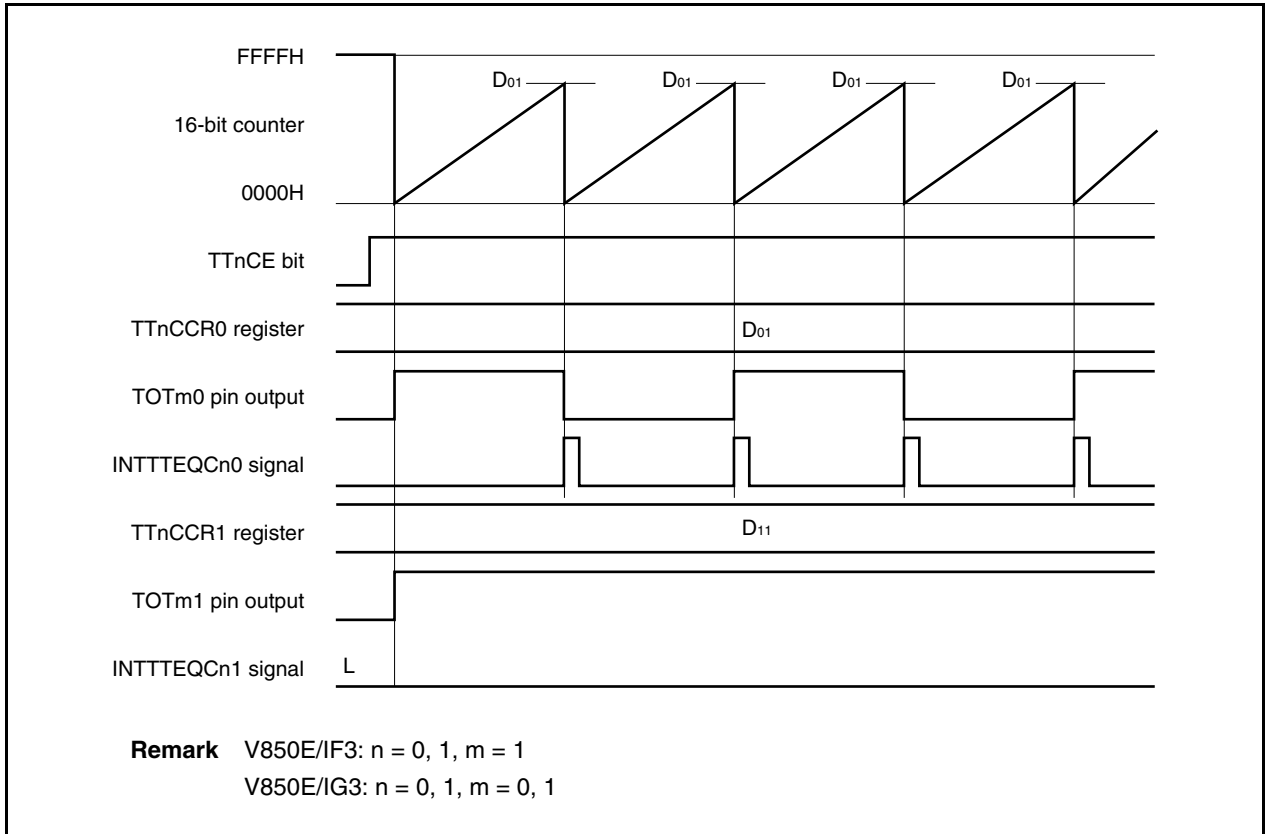 FFFFH
D01 D01 D01 D01
16-bit counter
0000H
TTnCE bit
TTnCCR0 register D01
TOTm0 pin output
INTTTEQCn0 signal
TTnCCR1 register D11
TOTm1 pin output
INTTTEQCn1 signal L
Remark V850E/IF3: n = 0, 1, m = 1
V850E/IG3: n = 0, 1, m = 0, 1